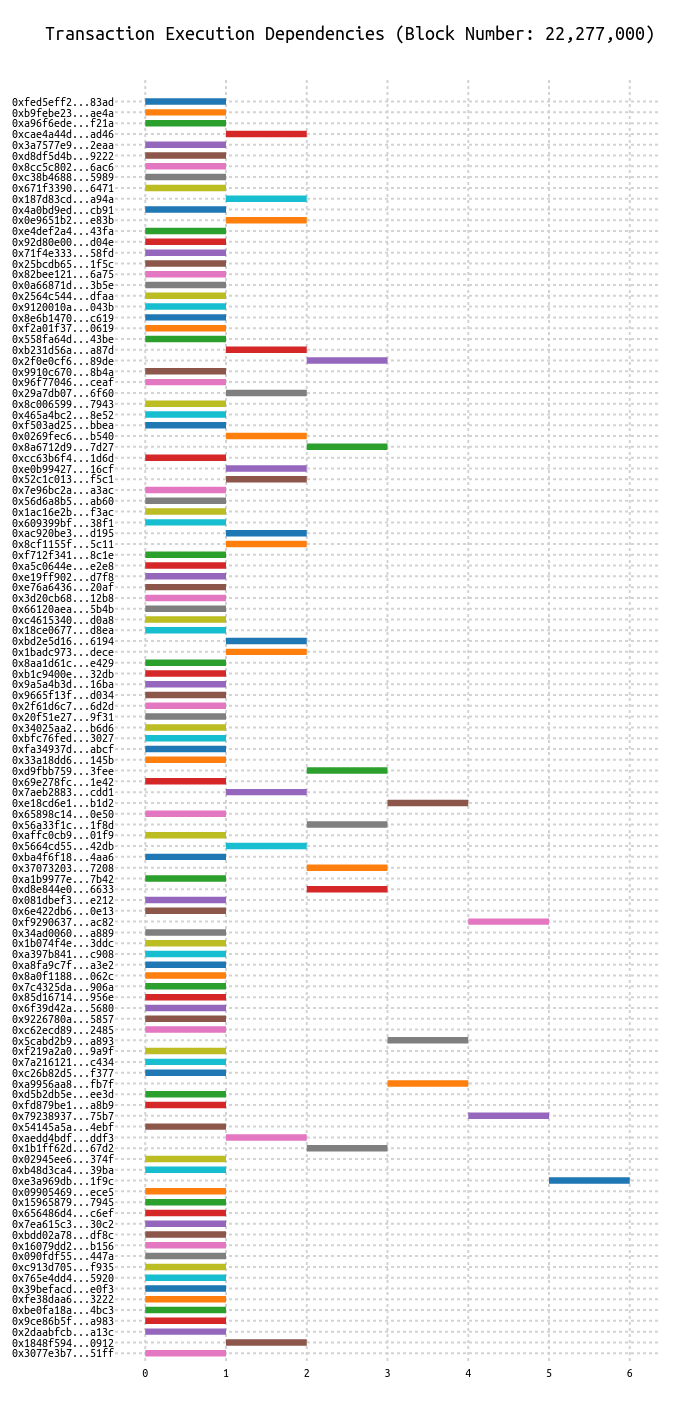 Transaction Execution Dependencies (Block Number: 22,277,000)
0xfed5eff2...83ad
0xb9febe23...ae4a
0xa96f6ede...f21a
0xcae4a44d...ad46
0x3a7577e9...2eaa
0xd8df5d4b...9222
0x8cc5c802...6ac6
0xc38b4688...5989
0x671f3390...6471
0x187d83cd...a94a
0x4a0bd9ed...cb91
0x0e9651b2...e83b
0xe4def2a4...43fa
0x92d80e00...d04e
0x71f4e333...58fd
0x25bcdb65...1f5c
0x82bee121...6a75
0x0a66871d...3b5e
0x2564c544...dfaa
0x9120010a...043b
0x8e6b1470...c619
0xf2a01f37...0619
0x558fa64d...43be
0xb231d56a...a87d
0x2f0e0cf6...89de
0x9910c670...8b4a
0x96f77046...ceaf
0x29a7db07...6f60
0x8c006599...7943
0x465a4bc2...8e52
0xf503ad25...bbea
0x0269fec6...b540
0x8a6712d9...7d27
0xcc63b6f4...1d6d
0xe0b99427...16cf
0x52c1c013...f5c1
0x7e96bc2a...a3ac
0x56d6a8b5...ab60
0x1ac16e2b...f3ac
0x609399bf...38f1
0xac920be3...d195
0x8cf1155f...5c11
0xf712f341...8c1e
0xa5c0644e...e2e8
0xe19ff902...d7f8
0xe76a6436...20af
0x3d20cb68...12b8
0x66120aea...5b4b
0xc4615340...d0a8
0x18ce0677...d8ea
0xbd2e5d16...6194
0x1badc973...dece
0x8aa1d61c...e429
0xb1c9400e...32db
0x9a5a4b3d...16ba
0x9665f13f...d034
0x2f61d6c7...6d2d
0x20f51e27...9f31
0x34025aa2...b6d6
0xbfc76fed...3027
0xfa34937d...abcf
0x33a18dd6...145b
0xd9fbb759...3fee
0x69e278fc...1e42
0x7aeb2883...cdd1
0xe18cd6e1...b1d2
0x65898c14...0e50
0x56a33f1c...1f8d
0xaffc0cb9...01f9
0x5664cd55...42db
0xba4f6f18...4aa6
0x37073203...7208
0xa1b9977e...7b42
0xd8e844e0...6633
0x081dbef3...e212
0x6e422db6...0e13
0xf9290637...ac82
0x34ad0060...a889
0x1b074f4e...3ddc
0xa397b841...c908
0xa8fa9c7f...a3e2
0x8a0f1188...062c
0x7c4325da...906a
0x85d16714...956e
0x6f39d42a...5680
0x9226780a...5857
0xc62ecd89...2485
0x5cabd2b9...a893
0xf219a2a0...9a9f
0x7a216121...c434
0xc26b82d5...f377
0xa9956aa8...fb7f
0xd5b2db5e...ee3d
0xfd879be1...a8b9
0x79238937...75b7
0x54145a5a...4ebf
0xaedd4bdf...ddf3
0x1b1ff62d...67d2
0x02945ee6...374f
0xb48d3ca4...39ba
0xe3a969db...1f9c
0x09905469...ece5
0x15965879...7945
0x656486d4...c6ef
0x7ea615c3...30c2
0xbdd02a78...df8c
0x16079dd2...b156
0x090fdf55...447a
0xc913d705...f935
0x765e4dd4...5920
0x39befacd...e0f3
0xfe38daa6...3222
0xbe0fa18a...4bc3
0x9ce86b5f...a983
0x2daabfcb...a13c
0x1848f594...0912
0x3077e3b7...51ff
0 1 2 3 4 5 6